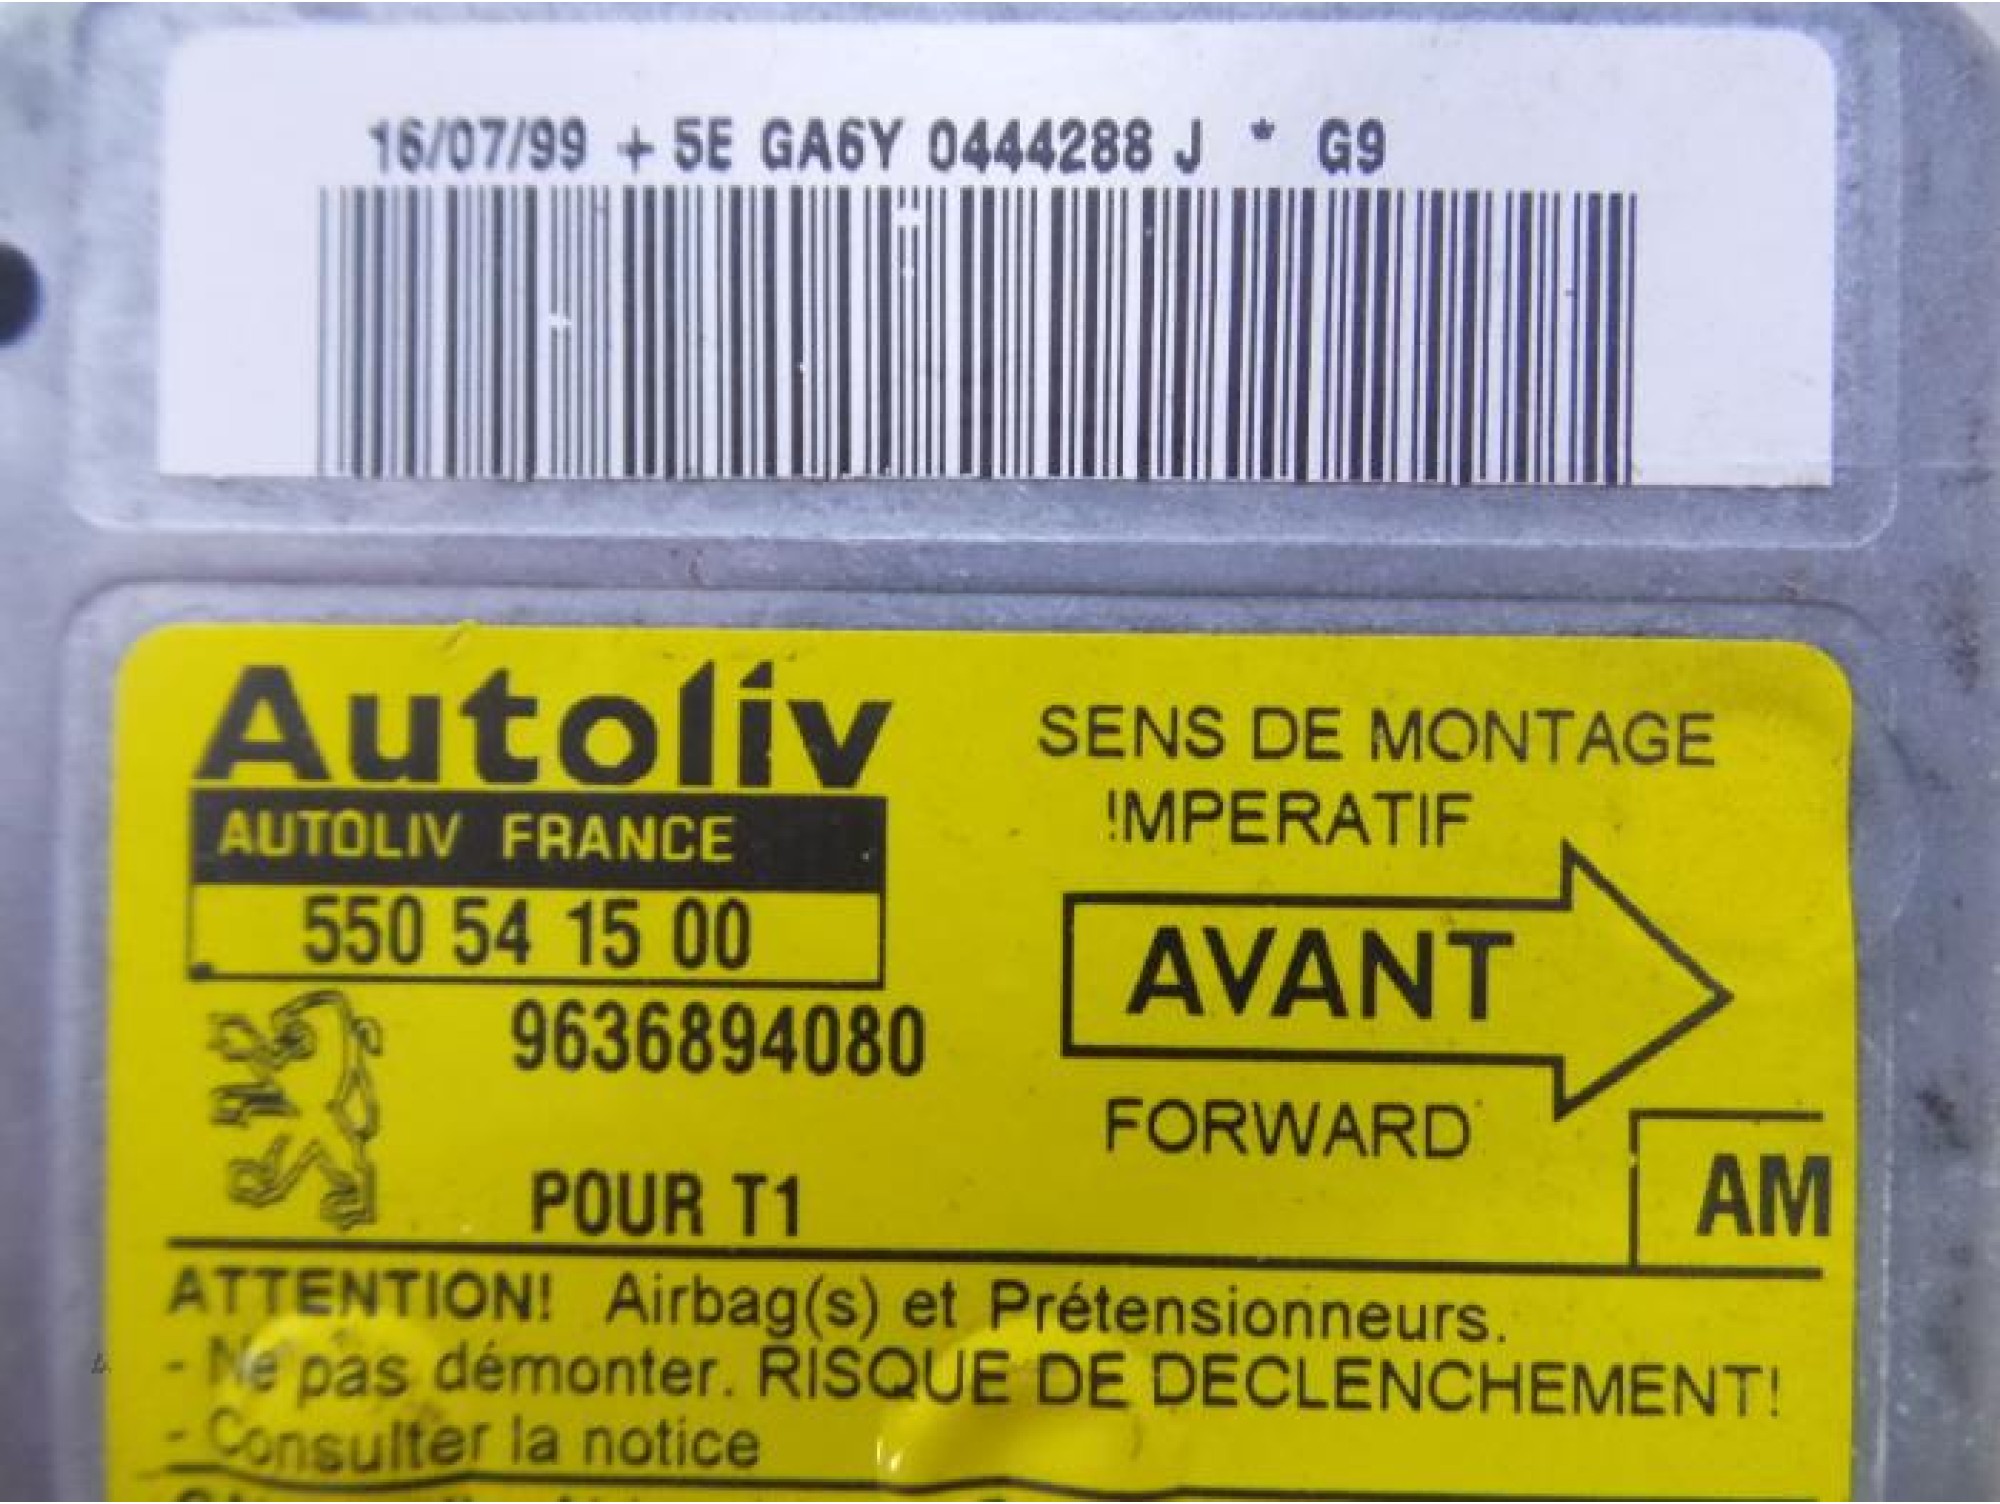 16/07/99 + 5E GA6Y 0444288 J * G9
Autoliv
AUTOLIV FRANCE
550 54 15 00
9636894080
POUR T1
SENS DE MONTAGE
IMPERATIF
AVANT
FORWARD
AM
ATTENTION! Airbag(s) et Prétensionneurs.
- Ne pas démonter. RISQUE DE DECLENCHEMENT!
- Consulter la notice